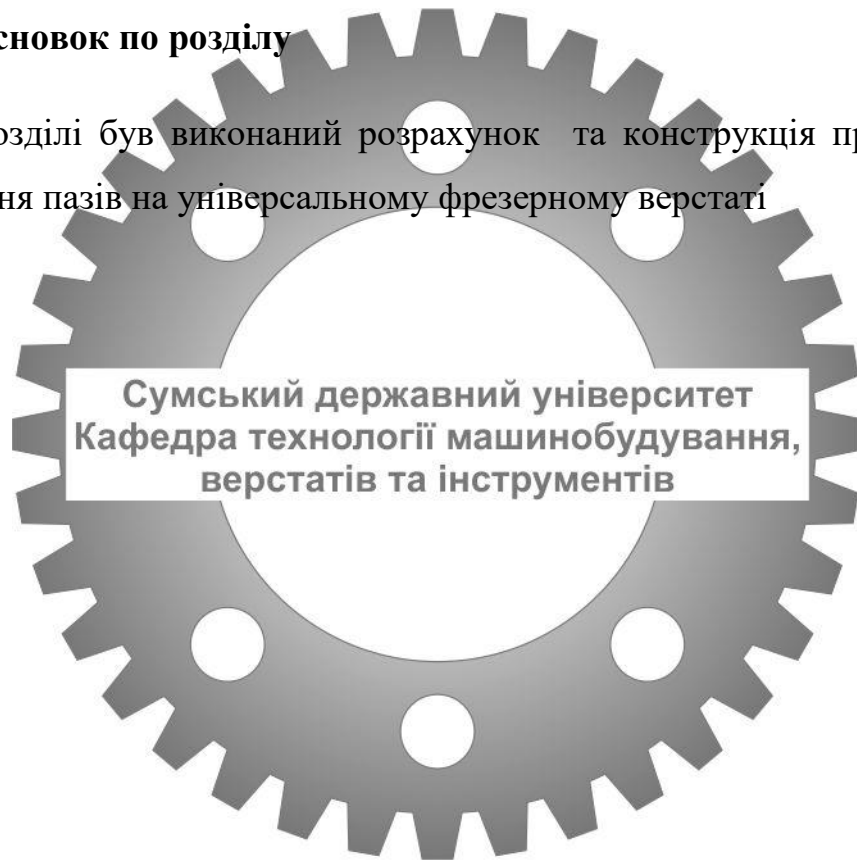 сновок по розділу
озділі був виконаний розрахунок та конструкція пр
ня пазів на універсальному фрезерному верстаті
Сумський державний університет
Кафедра технології машинобудування,
верстатів та інструментів